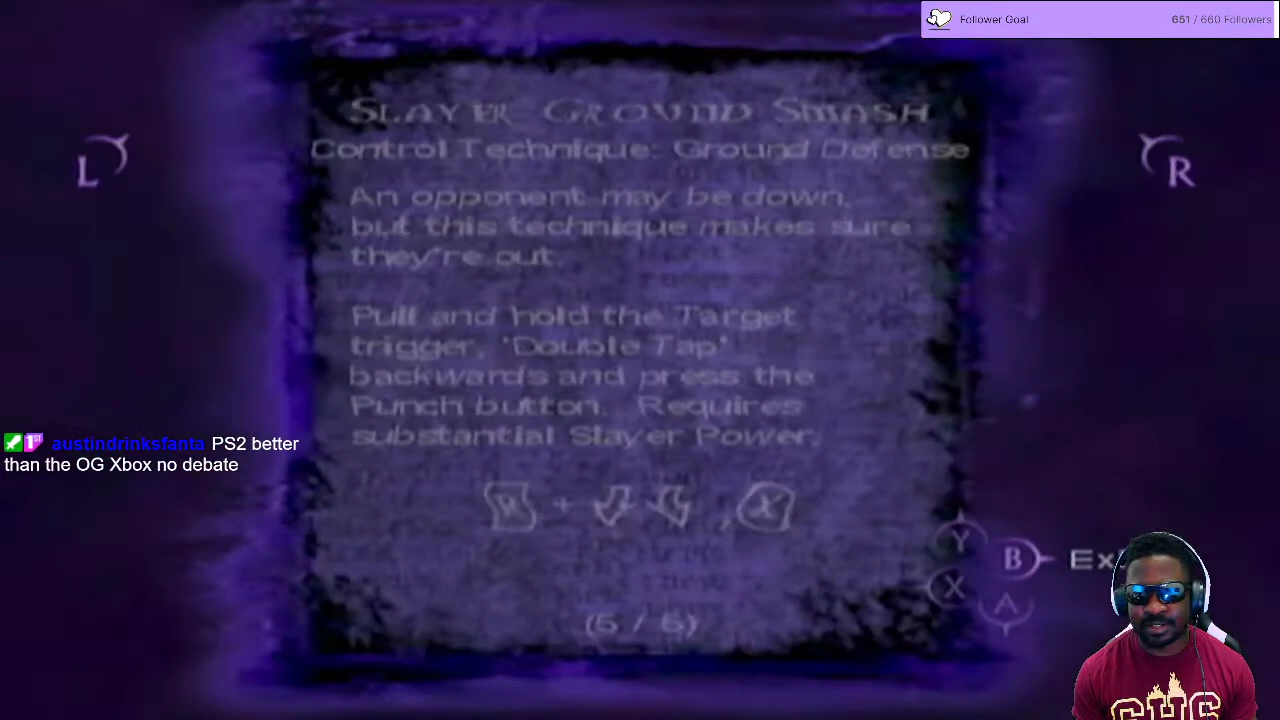 Follower Goal 651 / 660 Followers
SLAYER GROUND SMASH
Control Technique: Ground Defense
An opponent may be down,
but this technique makes sure
they're out.
Pull and hold the Target
trigger, 'Double Tap'
backwards and press the
Punch button. Requires
substantial Slayer Power.
L
R
austindrinksfanta PS2 better
than the OG Xbox no debate
R + , X
Y
B
X
A
(5 / 5)
CHS